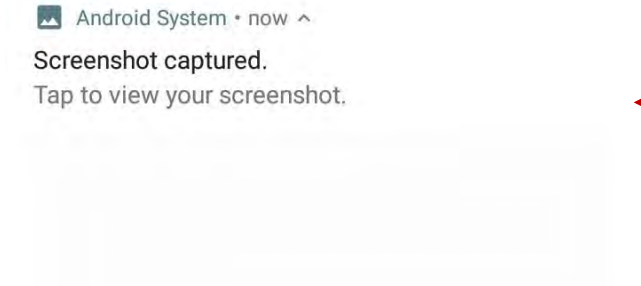 Android System • now ^
Screenshot captured.
Tap to view your screenshot.